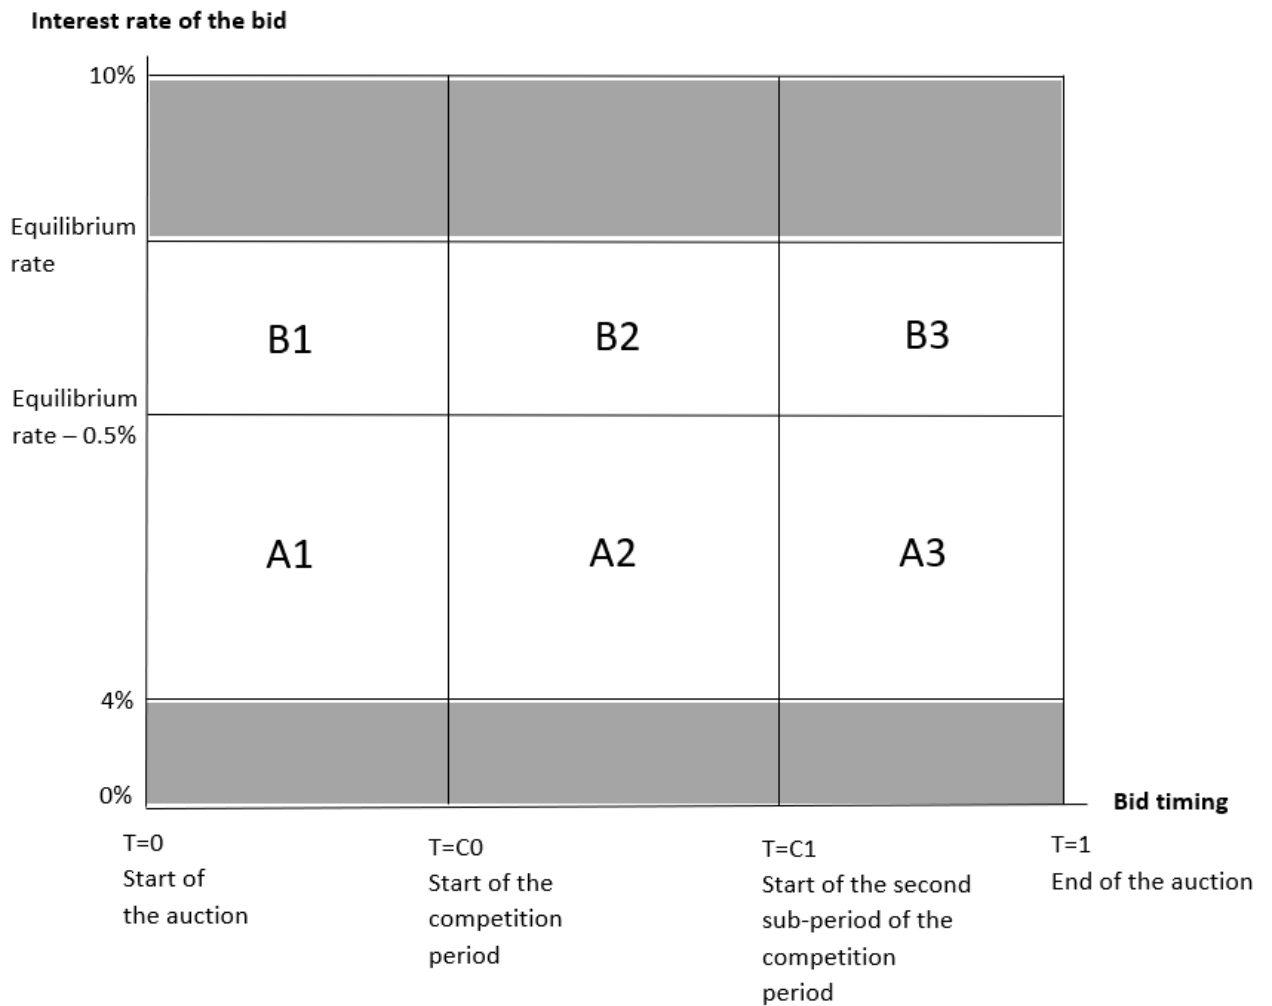 Interest rate of the bid
10%
Equilibrium
rate
B1
B2
B3
Equilibrium
rate – 0.5%
A1
A2
A3
4%
0%
Bid timing
T=0
Start of
the auction
T=C0
Start of the
competition
period
T=C1
Start of the second
sub-period of the
competition
period
T=1
End of the auction